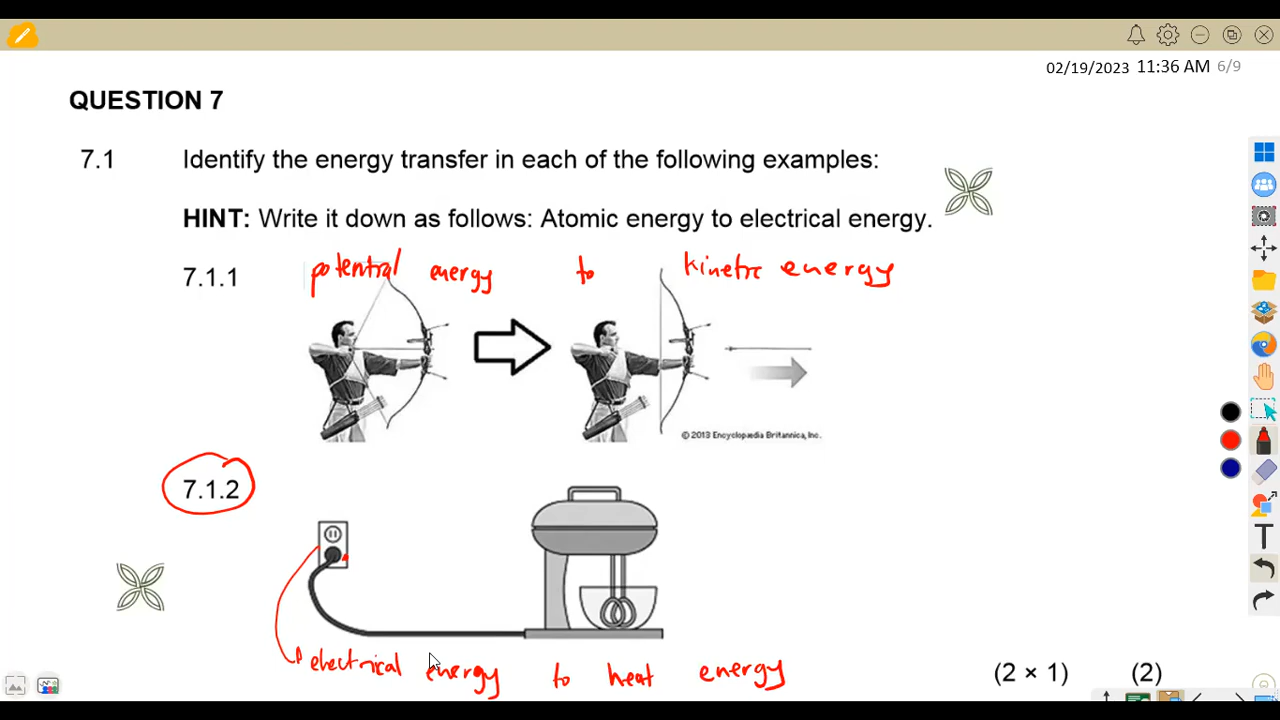 02/19/2023 11:36 AM 6/9
QUESTION 7
7.1 Identify the energy transfer in each of the following examples:
HINT: Write it down as follows: Atomic energy to electrical energy.
7.1.1 potential energy to kinetic energy
© 2013 Encyclopædia Britannica, Inc.
7.1.2
electrical energy to heat energy
(2 × 1) (2)
T